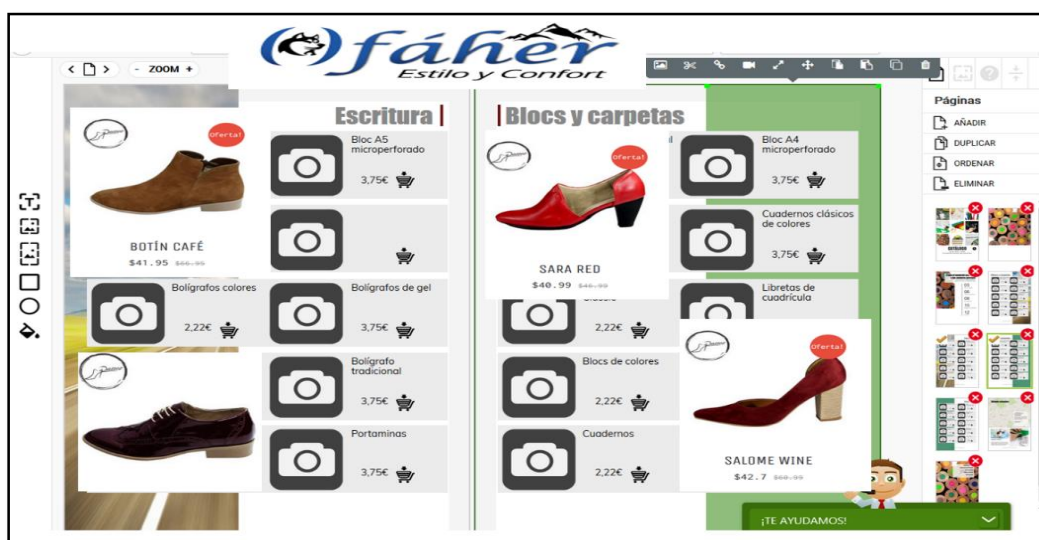 fáher
Estilo y Confort
- ZOOM +
Escritura
Oferta!
BOTÍN CAFÉ
$41.95
Bloc A5
microperforado
3,75€
Bolígrafos colores
2,22€
Bolígrafos de gel
3,75€
Bolígrafo
tradicional
3,75€
Portaminas
3,75€
Blocs y carpetas
Oferta!
SARA RED
$40.99
Bloc A4
microperforado
3,75€
Cuadernos clásicos
de colores
3,75€
Libretas de
cuadrícula
2,22€
Blocs de colores
2,22€
Cuadernos
2,22€
Oferta!
SALOME WINE
$42.7
Páginas
AÑADIR
DUPLICAR
ORDENAR
ELIMINAR
¡TE AYUDAMOS!